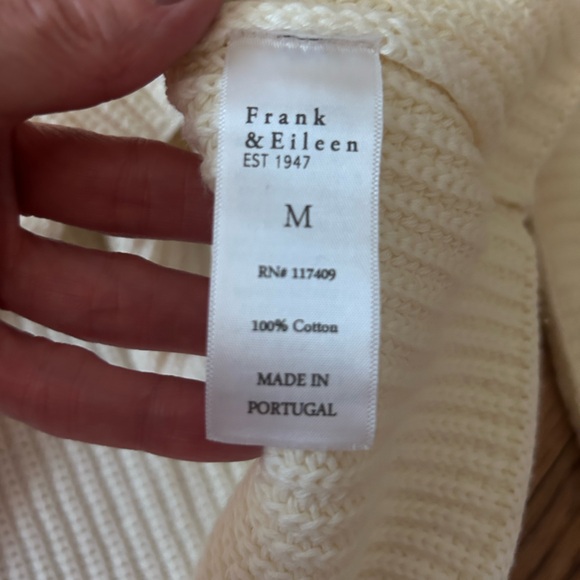 Frank
&Eileen
EST 1947
M
RN# 117409
100% Cotton
MADE IN
PORTUGAL